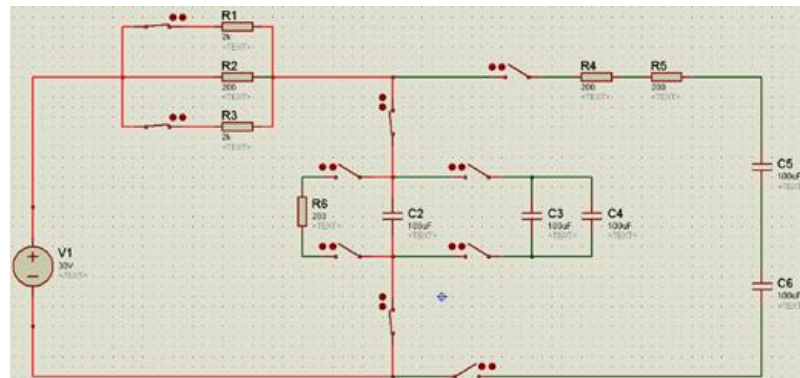 R1
2k
<TEXT>
R2
200
<TEXT>
R3
2k
<TEXT>
R4
200
<TEXT>
R5
200
<TEXT>
C5
100uF
<TEXT>
R6
200
<TEXT>
C2
100uF
<TEXT>
C3
100uF
<TEXT>
C4
100uF
<TEXT>
V1
30V
<TEXT>
C6
100uF
<TEXT>